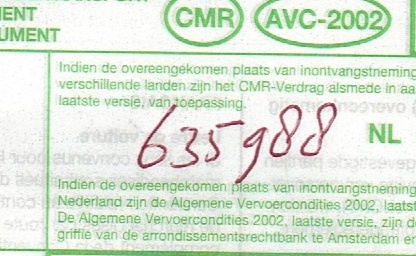 ENT
UMENT
CMR
AVC-2002
Indien de overeengekomen plaats van inontvangstneming
verschillende landen zijn het CMR-Verdrag alsmede in aa
laatste versie, van toepassing.
635988
NL
Indien de overeengekomen plaats van inontvangstneming
Nederland zijn de Algemene Vervoercondities 2002, laatst
De Algemene Vervoercondities 2002, laatste versie, zijn de
griffie van de arrondissementsrechtbank te Amsterdam en